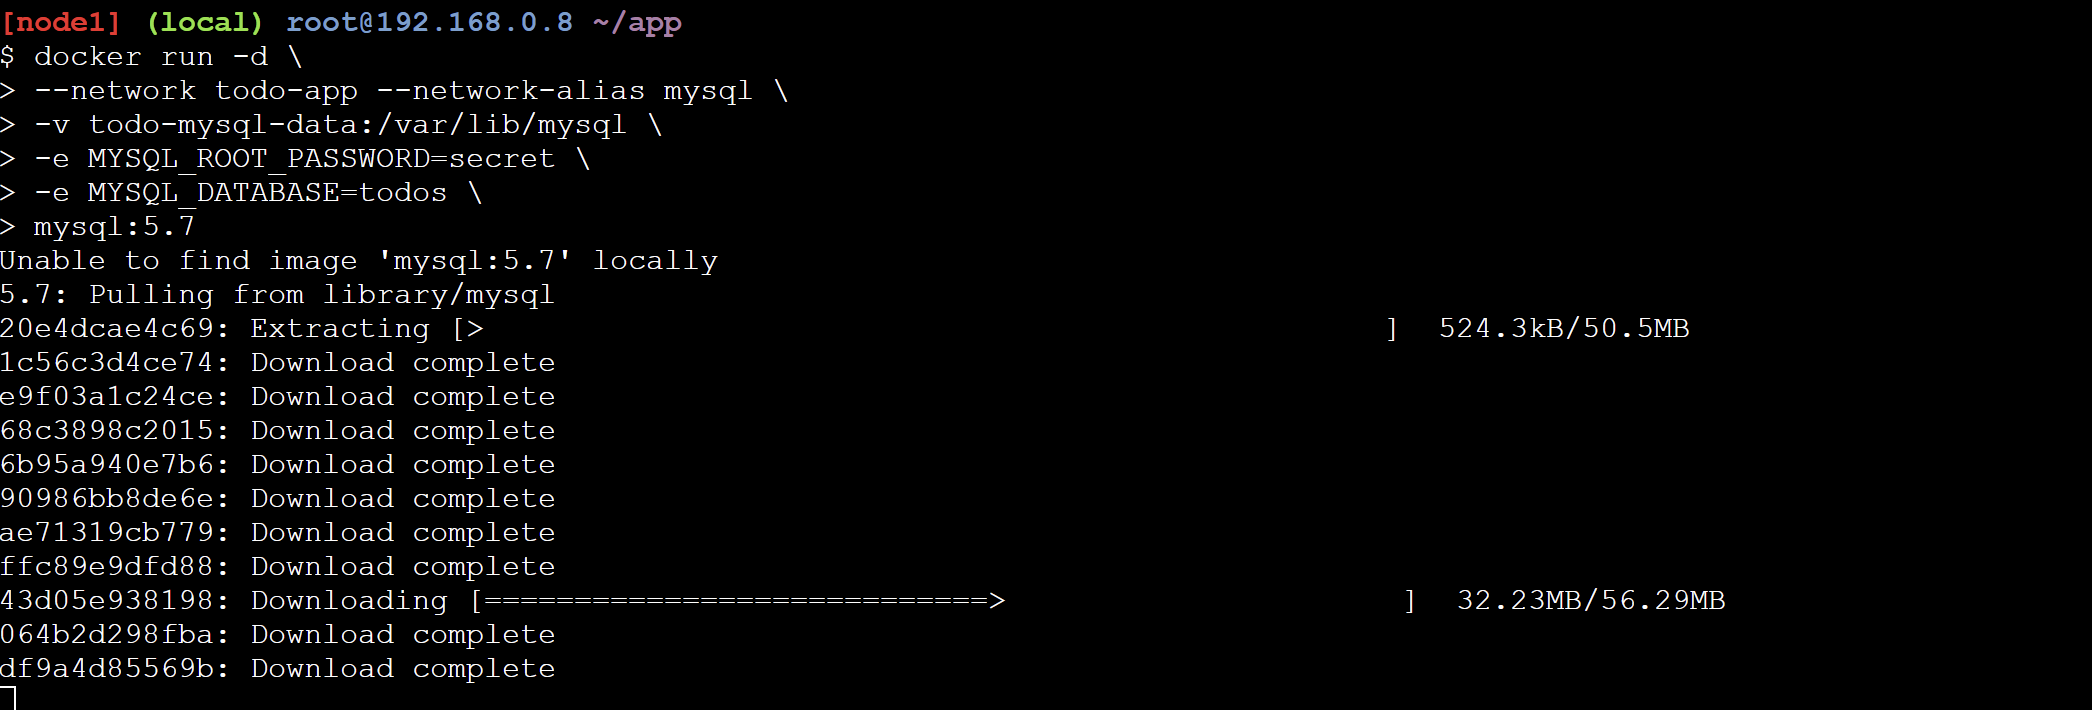 [node1] (local) root@192.168.0.8 ~/app
$ docker run -d \
> --network todo-app --network-alias mysql \
> -v todo-mysql-data:/var/lib/mysql \
> -e MYSQL_ROOT_PASSWORD=secret \
> -e MYSQL_DATABASE=todos \
> mysql:5.7
Unable to find image 'mysql:5.7' locally
5.7: Pulling from library/mysql
20e4dcae4c69: Extracting [>                                                  ]  524.3kB/50.5MB
1c56c3d4ce74: Download complete
e9f03a1c24ce: Download complete
68c3898c2015: Download complete
6b95a940e7b6: Download complete
90986bb8de6e: Download complete
ae71319cb779: Download complete
ffc89e9dfd88: Download complete
43d05e938198: Downloading [============================>                      ]  32.23MB/56.29MB
064b2d298fba: Download complete
df9a4d85569b: Download complete